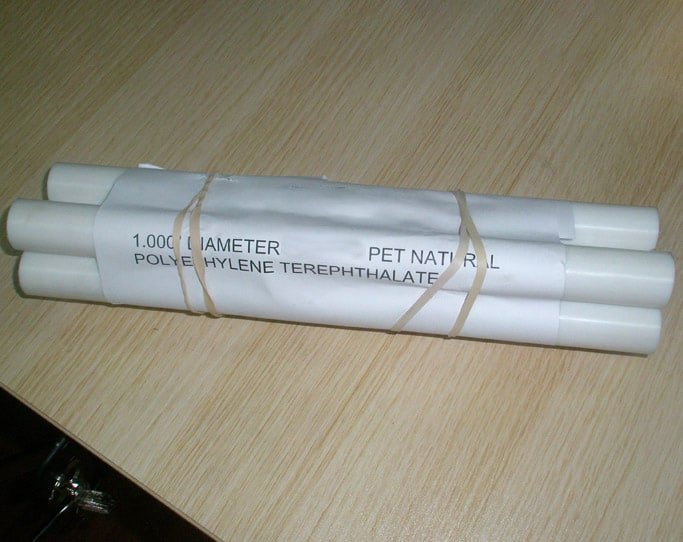 1.000" DIAMETER PET NATURAL
POLYETHYLENE TEREPHTHALATE